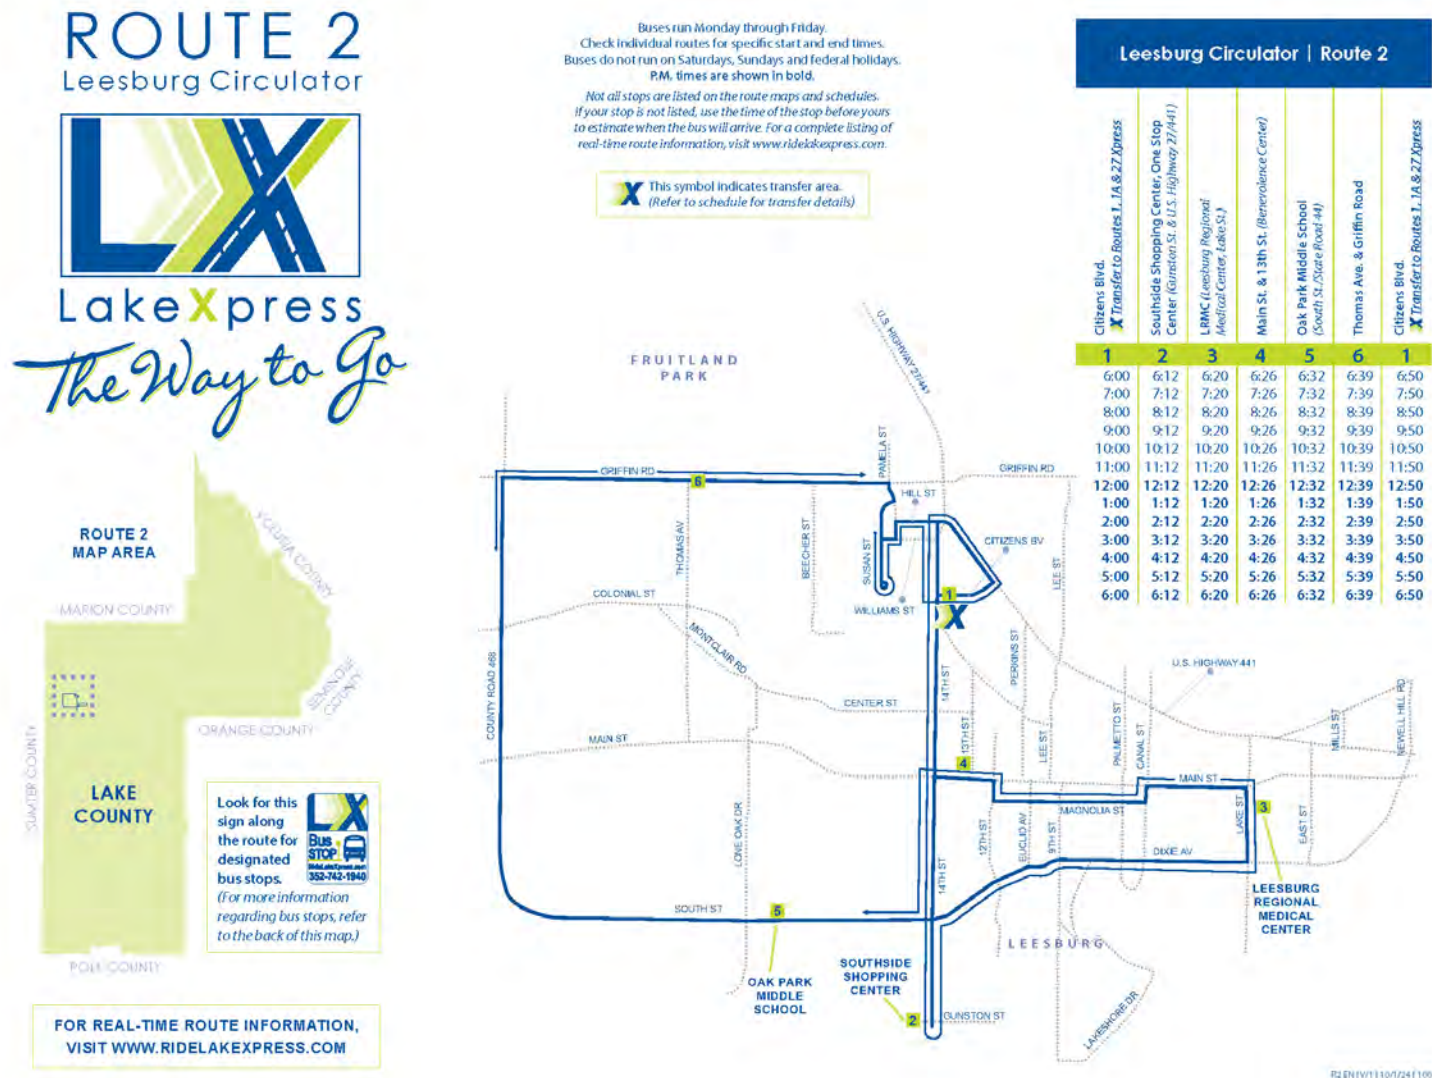 ROUTE 2
Leesburg Circulator
LX
LakeXpress
The Way to Go
Buses run Monday through Friday.
Check individual routes for specific start and end times.
Buses do not run on Saturdays, Sundays and federal holidays.
P.M. times are shown in bold.
Not all stops are listed on the route maps and schedules.
If your stop is not listed, use the time of the stop before yours
to estimate when the bus will arrive. For a complete listing of
real-time route information, visit www.ridelakexpress.com.
X This symbol indicates transfer area.
(Refer to schedule for transfer details)
Leesburg Circulator | Route 2
Citizens Blvd.
X Transfer to Routes 1, 1A & 27 Xpress
Southside Shopping Center, One Stop
Center (Gunston St. & U.S. Highway 27/441)
LRMC (Leesburg Regional
Medical Center, Lake St.)
Main St. & 13th St. (Benevolence Center)
Oak Park Middle School
(South St./State Road 44)
Thomas Ave. & Griffin Road
Citizens Blvd.
X Transfer to Routes 1, 1A & 27 Xpress
1 2 3 4 5 6 1
6:00 6:12 6:20 6:26 6:32 6:39 6:50
7:00 7:12 7:20 7:26 7:32 7:39 7:50
8:00 8:12 8:20 8:26 8:32 8:39 8:50
9:00 9:12 9:20 9:26 9:32 9:39 9:50
10:00 10:12 10:20 10:26 10:32 10:39 10:50
11:00 11:12 11:20 11:26 11:32 11:39 11:50
12:00 12:12 12:20 12:26 12:32 12:39 12:50
1:00 1:12 1:20 1:26 1:32 1:39 1:50
2:00 2:12 2:20 2:26 2:32 2:39 2:50
3:00 3:12 3:20 3:26 3:32 3:39 3:50
4:00 4:12 4:20 4:26 4:32 4:39 4:50
5:00 5:12 5:20 5:26 5:32 5:39 5:50
6:00 6:12 6:20 6:26 6:32 6:39 6:50
ROUTE 2
MAP AREA
VOLUSIA COUNTY
MARION COUNTY
SEMINOLE
COUNTY
ORANGE COUNTY
SUMTER COUNTY
LAKE
COUNTY
POLK COUNTY
Look for this
sign along
the route for
designated
bus stops.
(For more information
regarding bus stops, refer
to the back of this map.)
LX
Bus
STOP
RideLakeXpress.com
352-742-1940
FOR REAL-TIME ROUTE INFORMATION,
VISIT WWW.RIDELAKEXPRESS.COM
FRUITLAND
PARK
U.S. HIGHWAY 27/441
PAMELA ST
GRIFFIN RD
6
GRIFFIN RD
HILL ST
THOMAS AV
BEECHER ST
SUSAN ST
CITIZENS BV
LEE ST
COLONIAL ST
WILLIAMS ST
1
X
MONTCLAIR RD
PERKINS ST
COUNTY ROAD 468
U.S. HIGHWAY 441
14TH ST
CENTER ST
13TH ST
LEE ST
PALMETTO ST
CANAL ST
MILLS ST
NEWELL HILL RD
MAIN ST
4
MAIN ST
MAGNOLIA ST
LAKE ST
3
EAST ST
LONE OAK DR
12TH ST
EUCLID AV
9TH ST
DIXIE AV
14TH ST
LEESBURG
REGIONAL
MEDICAL
CENTER
SOUTH ST
5
LEESBURG
OAK PARK
MIDDLE
SCHOOL
SOUTHSIDE
SHOPPING
CENTER
2
GUNSTON ST
LAKESHORE DR